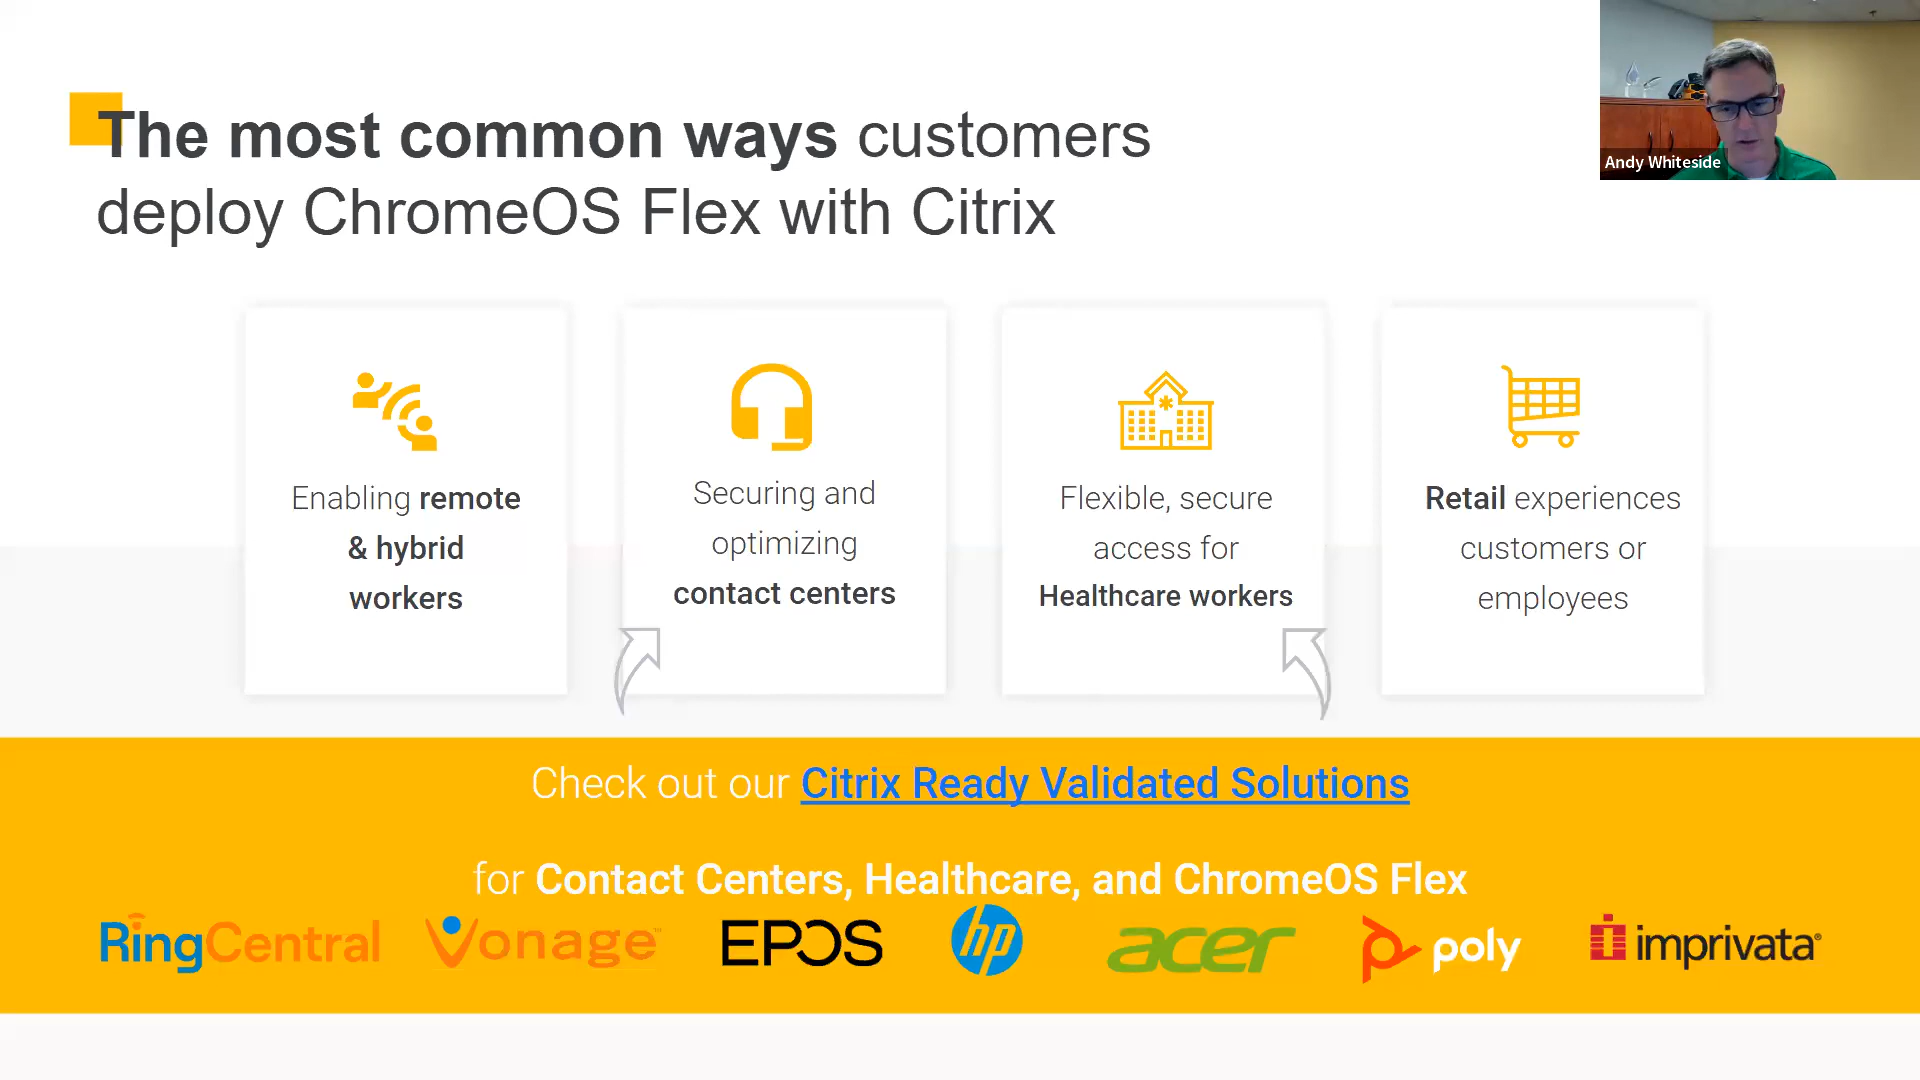 The most common ways customers
deploy ChromeOS Flex with Citrix
Andy Whiteside
Enabling remote
& hybrid
workers
Securing and
optimizing
contact centers
Flexible, secure
access for
Healthcare workers
Retail experiences
customers or
employees
Check out our Citrix Ready Validated Solutions
for Contact Centers, Healthcare, and ChromeOS Flex
RingCentral
Vonage™
EPOS
hp
acer
poly
imprivata®